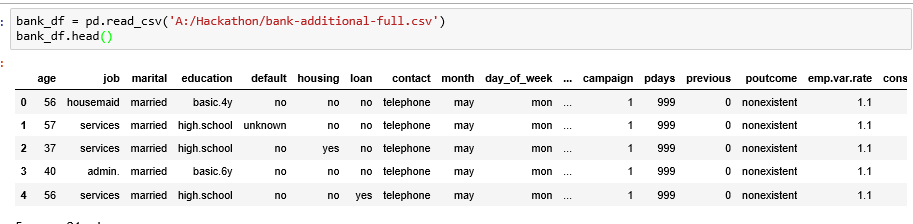 bank_df = pd.read_csv('A:/Hackathon/bank-additional-full.csv')
bank_df.head()
age job marital education default housing loan contact month day_of_week ... campaign pdays previous poutcome emp.var.rate cons
0 56 housemaid married basic.4y no no no telephone may mon ... 1 999 0 nonexistent 1.1
1 57 services married high.school unknown no no telephone may mon ... 1 999 0 nonexistent 1.1
2 37 services married high.school no yes no telephone may mon ... 1 999 0 nonexistent 1.1
3 40 admin. married basic.6y no no no telephone may mon ... 1 999 0 nonexistent 1.1
4 56 services married high.school no no yes telephone may mon ... 1 999 0 nonexistent 1.1